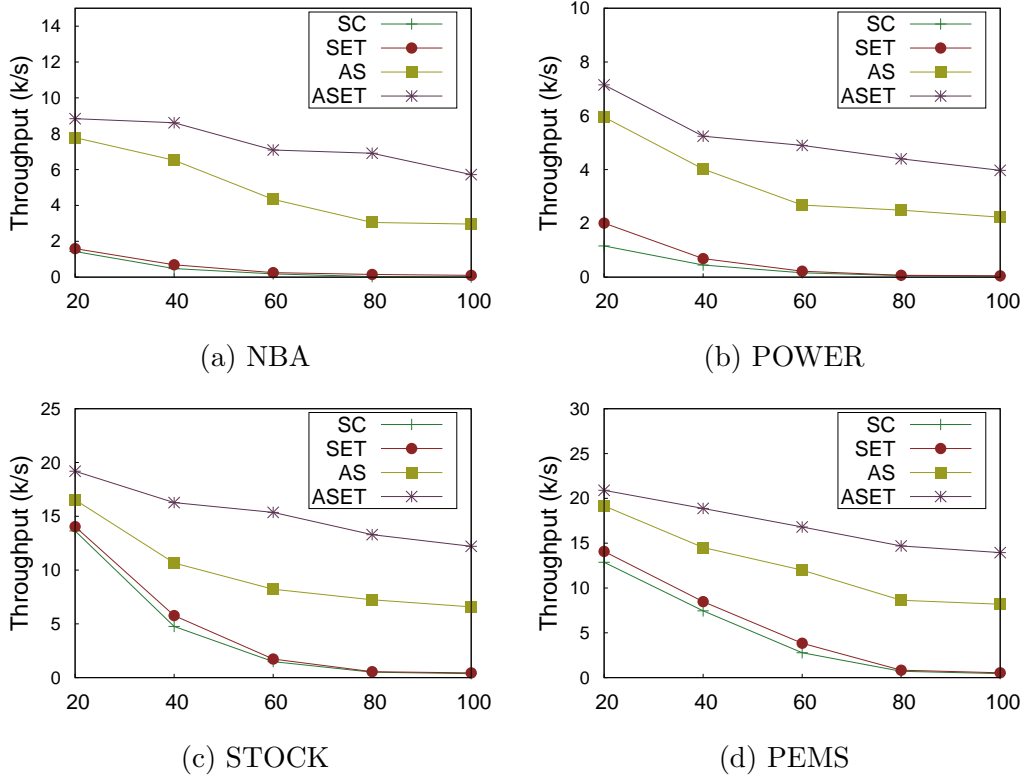 14
12
10
8
6
4
2
0
Throughput (k/s)
SC
SET
AS
ASET
20 40 60 80 100
(a) NBA
10
8
6
4
2
0
Throughput (k/s)
SC
SET
AS
ASET
20 40 60 80 100
(b) POWER
25
20
15
10
5
0
Throughput (k/s)
SC
SET
AS
ASET
20 40 60 80 100
(c) STOCK
30
25
20
15
10
5
0
Throughput (k/s)
SC
SET
AS
ASET
20 40 60 80 100
(d) PEMS